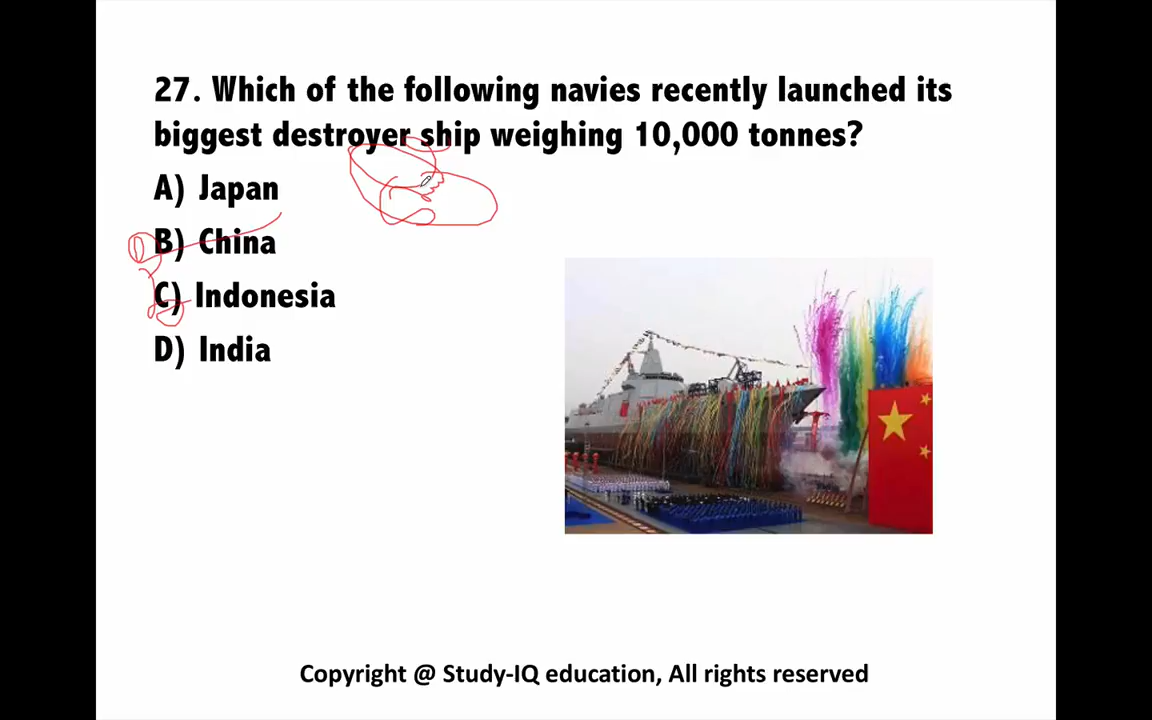 27. Which of the following navies recently launched its
biggest destroyer ship weighing 10,000 tonnes?
A) Japan
B) China
C) Indonesia
D) India
Copyright @ Study-IQ education, All rights reserved